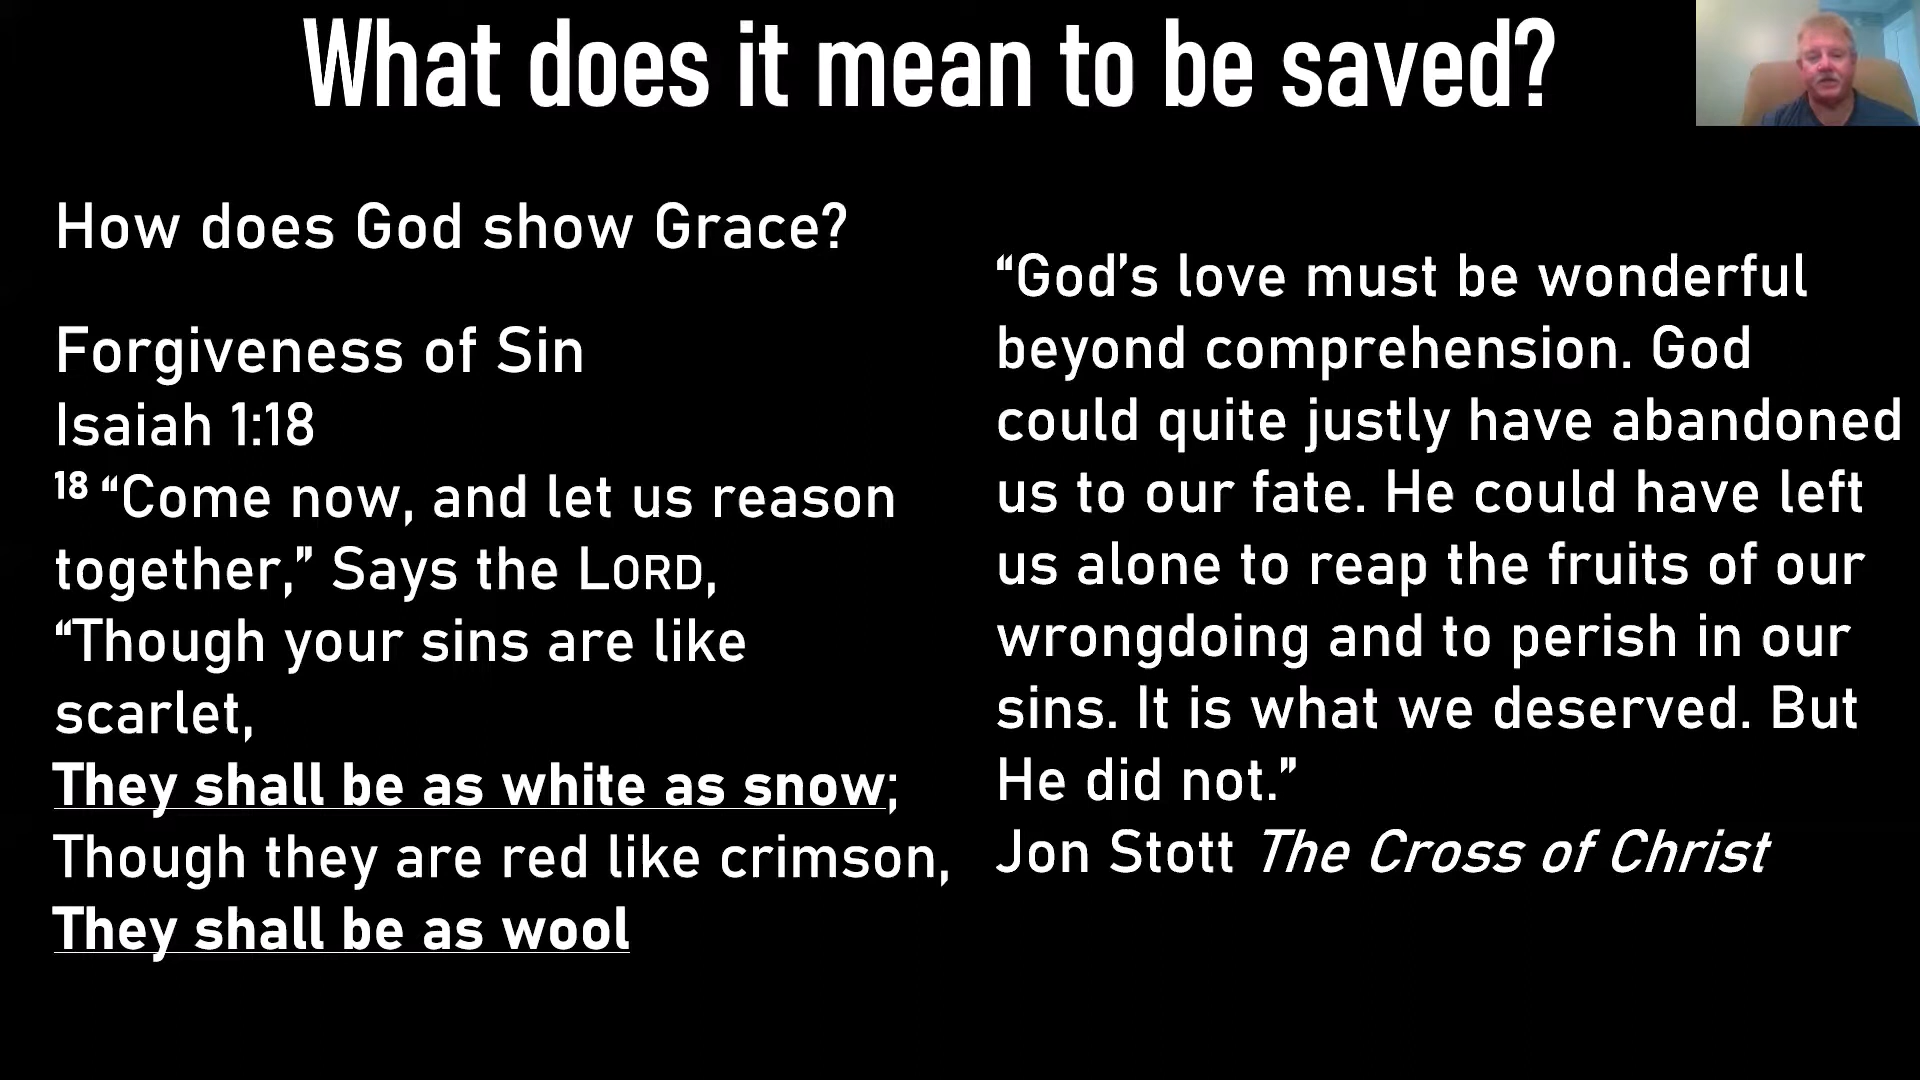 What does it mean to be saved?
How does God show Grace?
Forgiveness of Sin
Isaiah 1:18
18 “Come now, and let us reason
together,” Says the LORD,
“Though your sins are like
scarlet,
They shall be as white as snow;
Though they are red like crimson,
They shall be as wool
“God’s love must be wonderful
beyond comprehension. God
could quite justly have abandoned
us to our fate. He could have left
us alone to reap the fruits of our
wrongdoing and to perish in our
sins. It is what we deserved. But
He did not.”
Jon Stott The Cross of Christ